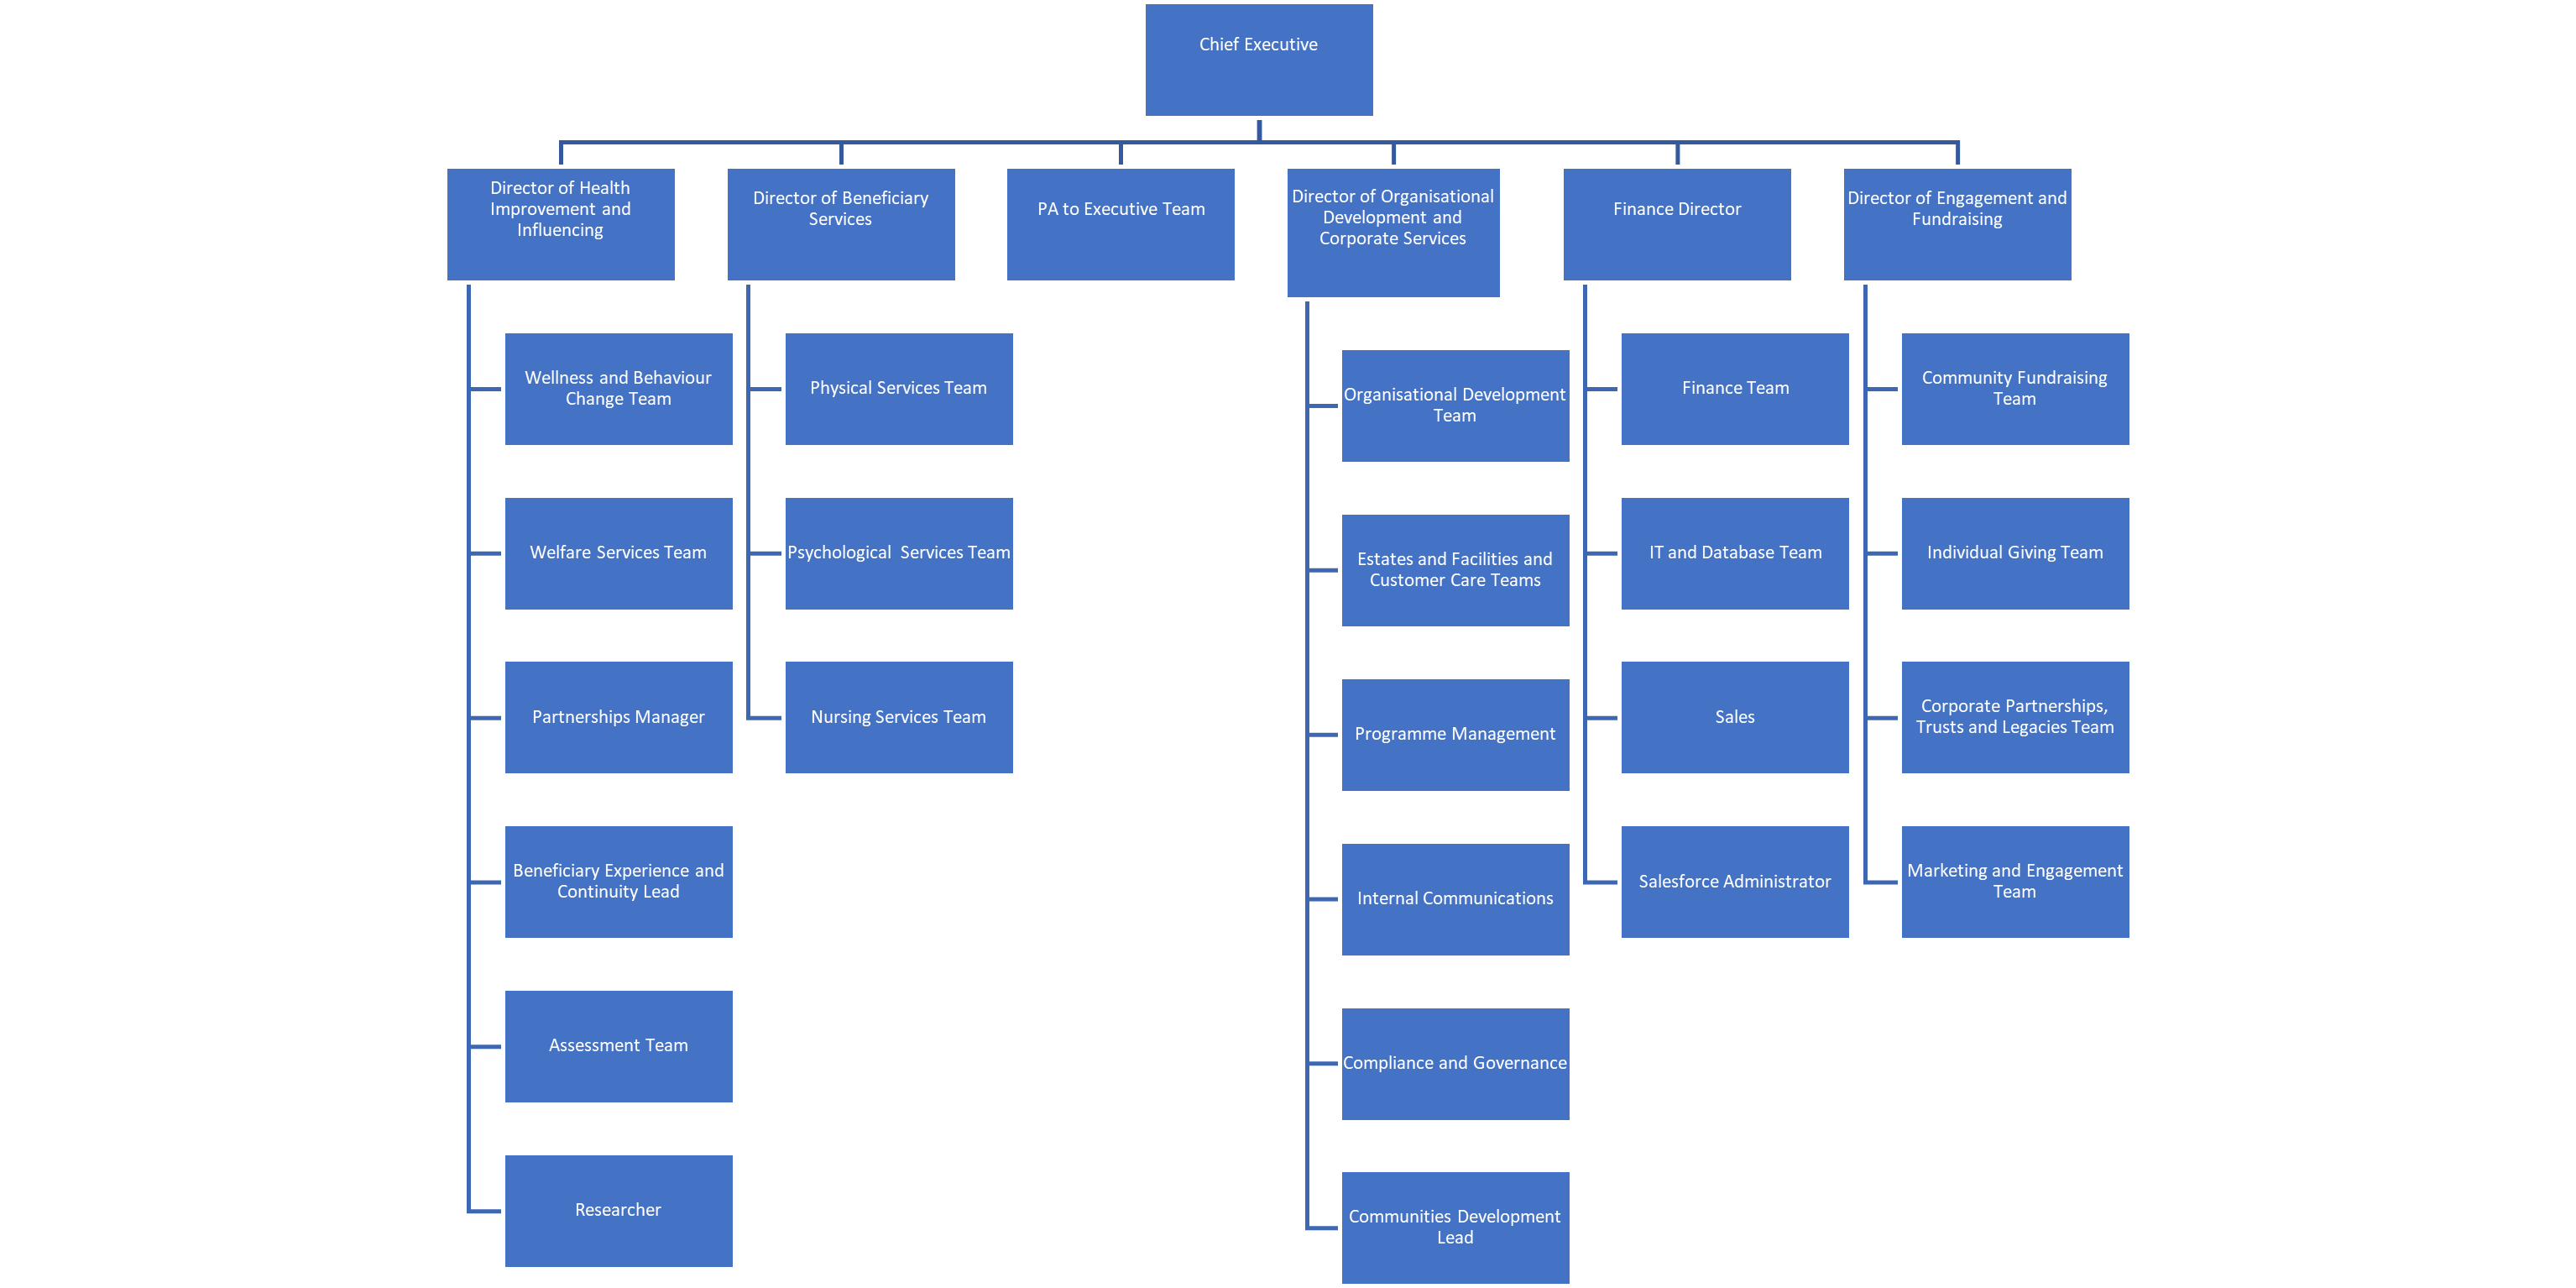 Chief Executive
Director of Health
Improvement and
Influencing
Director of Beneficiary
Services
PA to Executive Team
Director of Organisational
Development and
Corporate Services
Finance Director
Director of Engagement and
Fundraising
Wellness and Behaviour
Change Team
Welfare Services Team
Partnerships Manager
Beneficiary Experience and
Continuity Lead
Assessment Team
Researcher
Physical Services Team
Psychological  Services Team
Nursing Services Team
Organisational Development
Team
Estates and Facilities and
Customer Care Teams
Programme Management
Internal Communications
Compliance and Governance
Communities Development
Lead
Finance Team
IT and Database Team
Sales
Salesforce Administrator
Community Fundraising
Team
Individual Giving Team
Corporate Partnerships,
Trusts and Legacies Team
Marketing and Engagement
Team